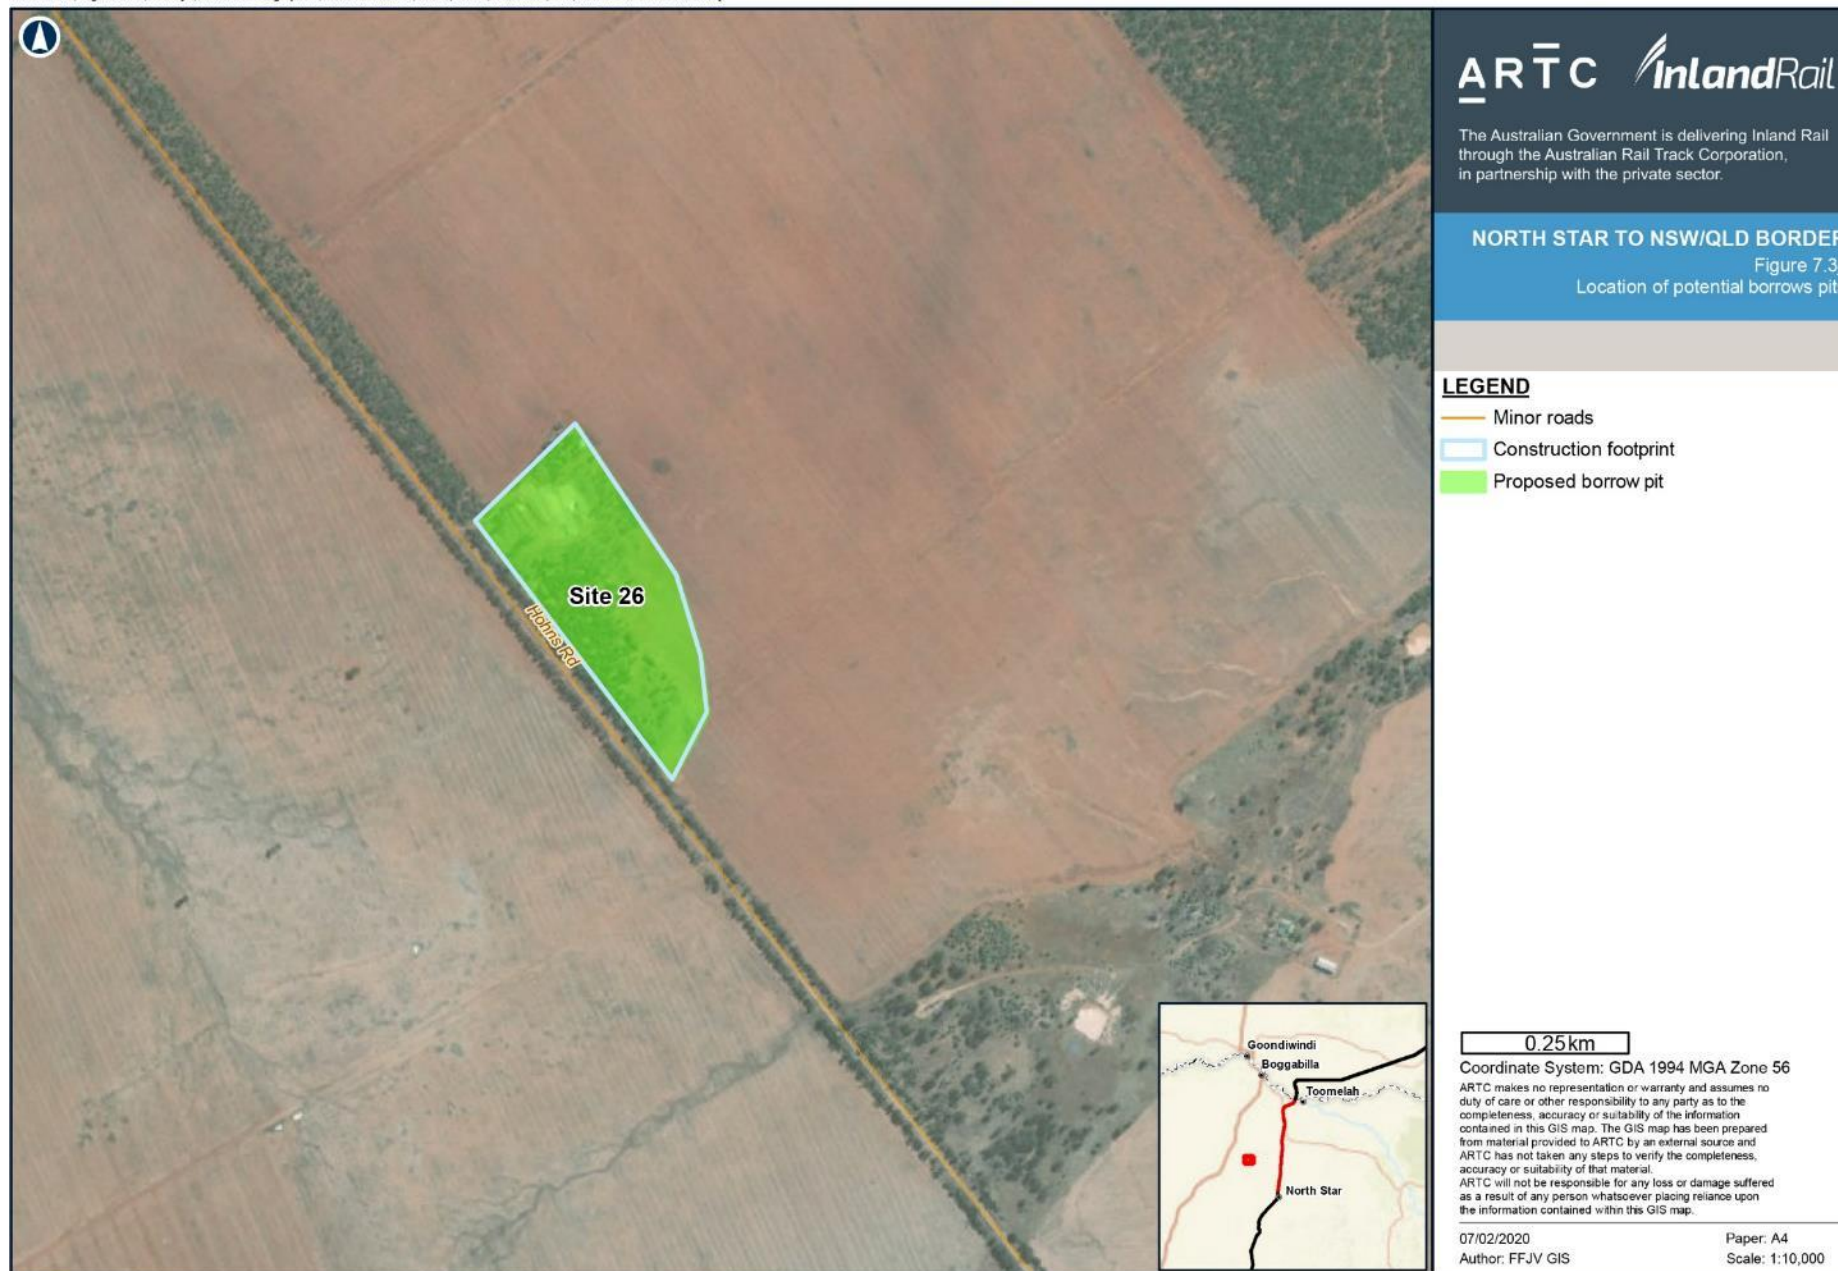 ARTC InlandRail
The Australian Government is delivering Inland Rail
through the Australian Rail Track Corporation,
in partnership with the private sector.
NORTH STAR TO NSW/QLD BORDER
Figure 7.3
Location of potential borrows pit
LEGEND
Minor roads
Construction footprint
Proposed borrow pit
Site 26
Hohns Rd
Goondiwindi
Boggabilla
Toomelah
North Star
0.25km
Coordinate System: GDA 1994 MGA Zone 56
ARTC makes no representation or warranty and assumes no
duty of care or other responsibility to any party as to the
completeness, accuracy or suitability of the information
contained in this GIS map. The GIS map has been prepared
from material provided to ARTC by an external source and
ARTC has not taken any steps to verify the completeness,
accuracy or suitability of that material.
ARTC will not be responsible for any loss or damage suffered
as a result of any person whatsoever placing reliance upon
the information contained within this GIS map.
07/02/2020
Paper: A4
Author: FFJV GIS
Scale: 1:10,000